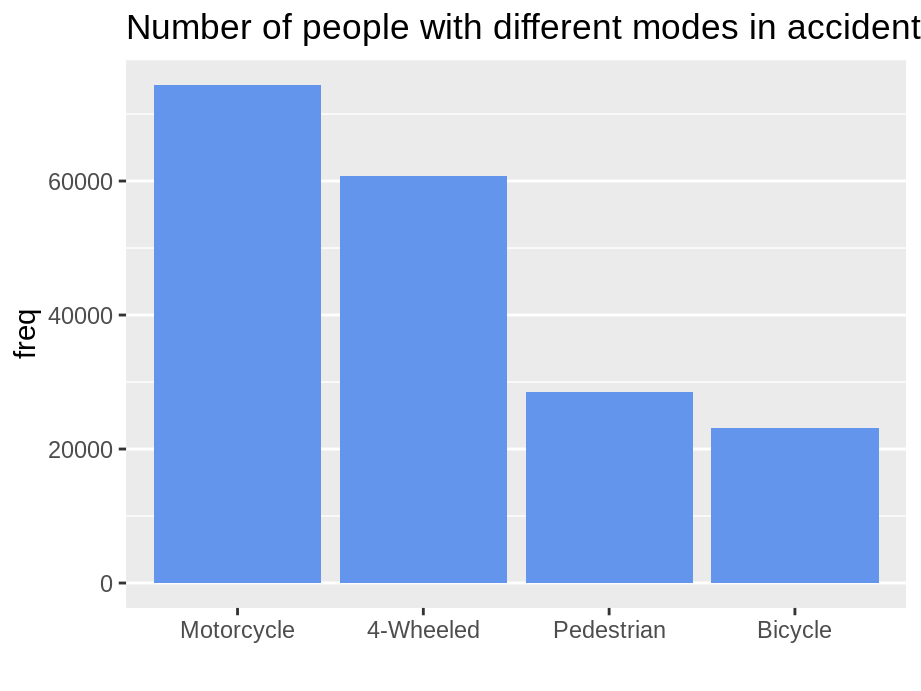 Number of people with different modes in accident
freq
60000
40000
20000
0
Motorcycle 4-Wheeled Pedestrian Bicycle